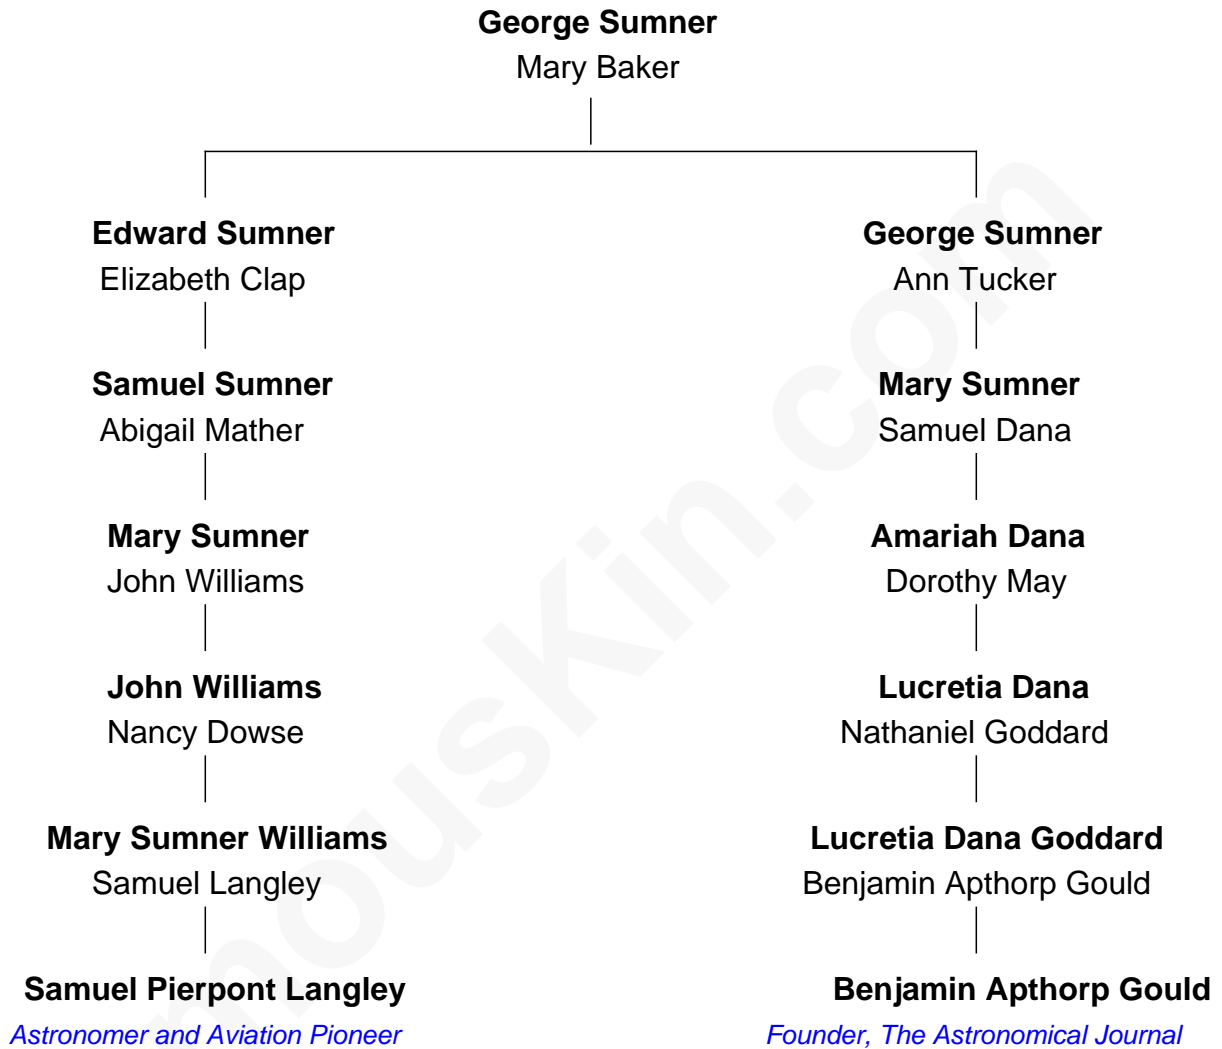 George Sumner
Mary Baker
Edward Sumner
George Sumner
Elizabeth Clap
Ann Tucker
Samuel Sumner
Mary Sumner
Abigail Mather
Samuel Dana
Mary Sumner
Amariah Dana
John Williams
Dorothy May
John Williams
Lucretia Dana
Nancy Dowse
Nathaniel Goddard
Mary Sumner Williams
Lucretia Dana Goddard
Samuel Langley
Benjamin Apthorp Gould
Samuel Pierpont Langley
Benjamin Apthorp Gould
Astronomer and Aviation Pioneer
Founder, The Astronomical Journal
mousKin.com